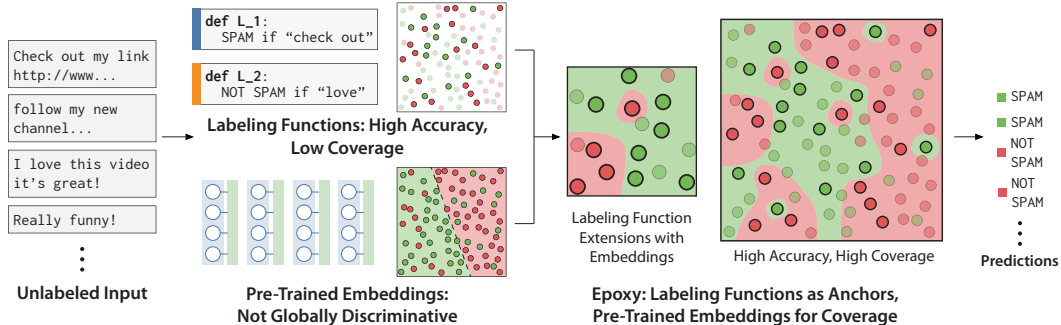 Check out my link
http://www...
follow my new
channel...
I love this video
it's great!
Really funny!
Unlabeled Input
def L_1:
SPAM if “check out”
def L_2:
NOT SPAM if “love”
Labeling Functions: High Accuracy,
Low Coverage
Pre-Trained Embeddings:
Not Globally Discriminative
Labeling Function
Extensions with
Embeddings
High Accuracy, High Coverage
Epoxy: Labeling Functions as Anchors,
Pre-Trained Embeddings for Coverage
SPAM
SPAM
NOT
SPAM
NOT
SPAM
Predictions